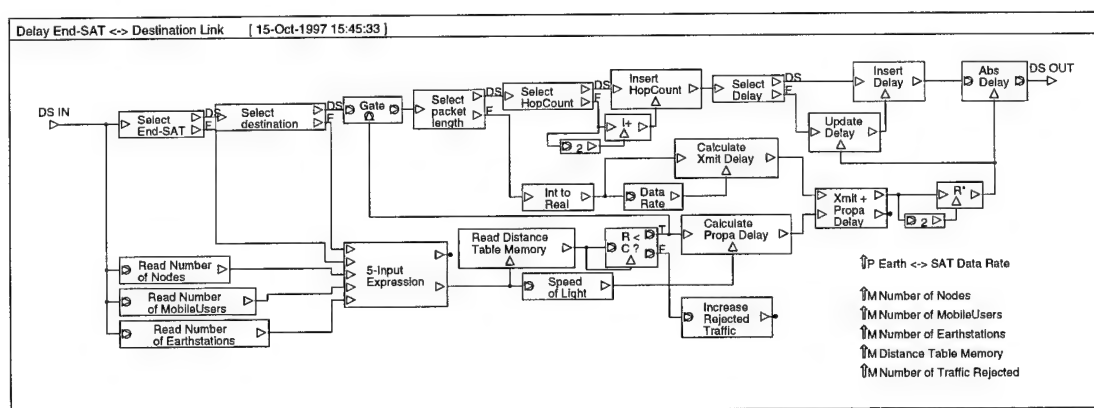 Delay End-SAT <-> Destination Link [ 15-Oct-1997 15:45:33 ]
DS IN
Select
End-SAT
DS
F
Select
destination
DS
F
Gate
Select
packet
length
DS
F
Select
HopCount
DS
F
Insert
HopCount
I+
2
Select
Delay
DS
F
Insert
Delay
Update
Delay
Abs
Delay
DS OUT
Int to
Real
Calculate
Xmit Delay
Data
Rate
Xmit +
Propa
Delay
R*
2
Read Distance
Table Memory
R <
C ?
T
F
Calculate
Propa Delay
5-Input
Expression
Speed
of Light
Increase
Rejected
Traffic
Read Number
of Nodes
Read Number
of MobileUsers
Read Number
of Earthstations
⇑P Earth <-> SAT Data Rate
⇑M Number of Nodes
⇑M Number of MobileUsers
⇑M Number of Earthstations
⇑M Distance Table Memory
⇑M Number of Traffic Rejected